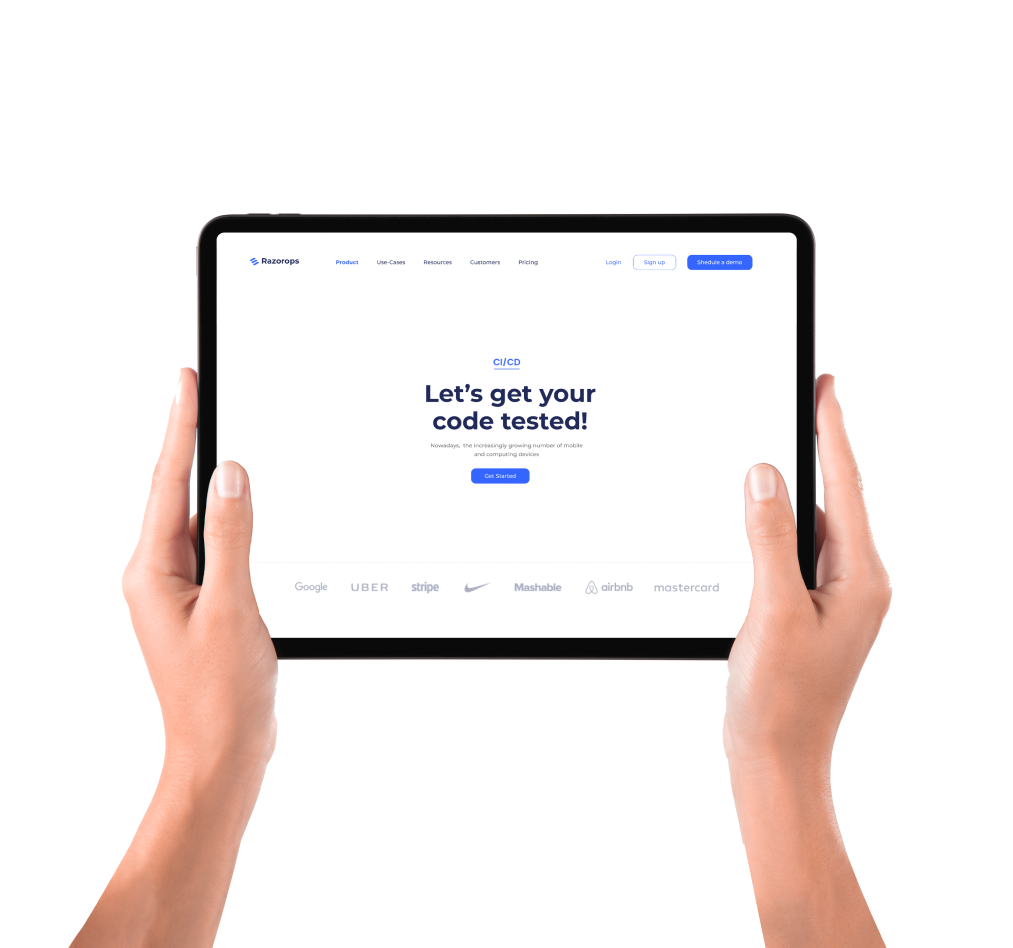 Razorops
Product Use-Cases Resources Customers Pricing
Login Sign up Shedule a demo
CI/CD
Let's get your
code tested!
Nowadays, the increasingly growing number of mobile
and computing devices
Get Started
Google UBER stripe Mashable airbnb mastercard